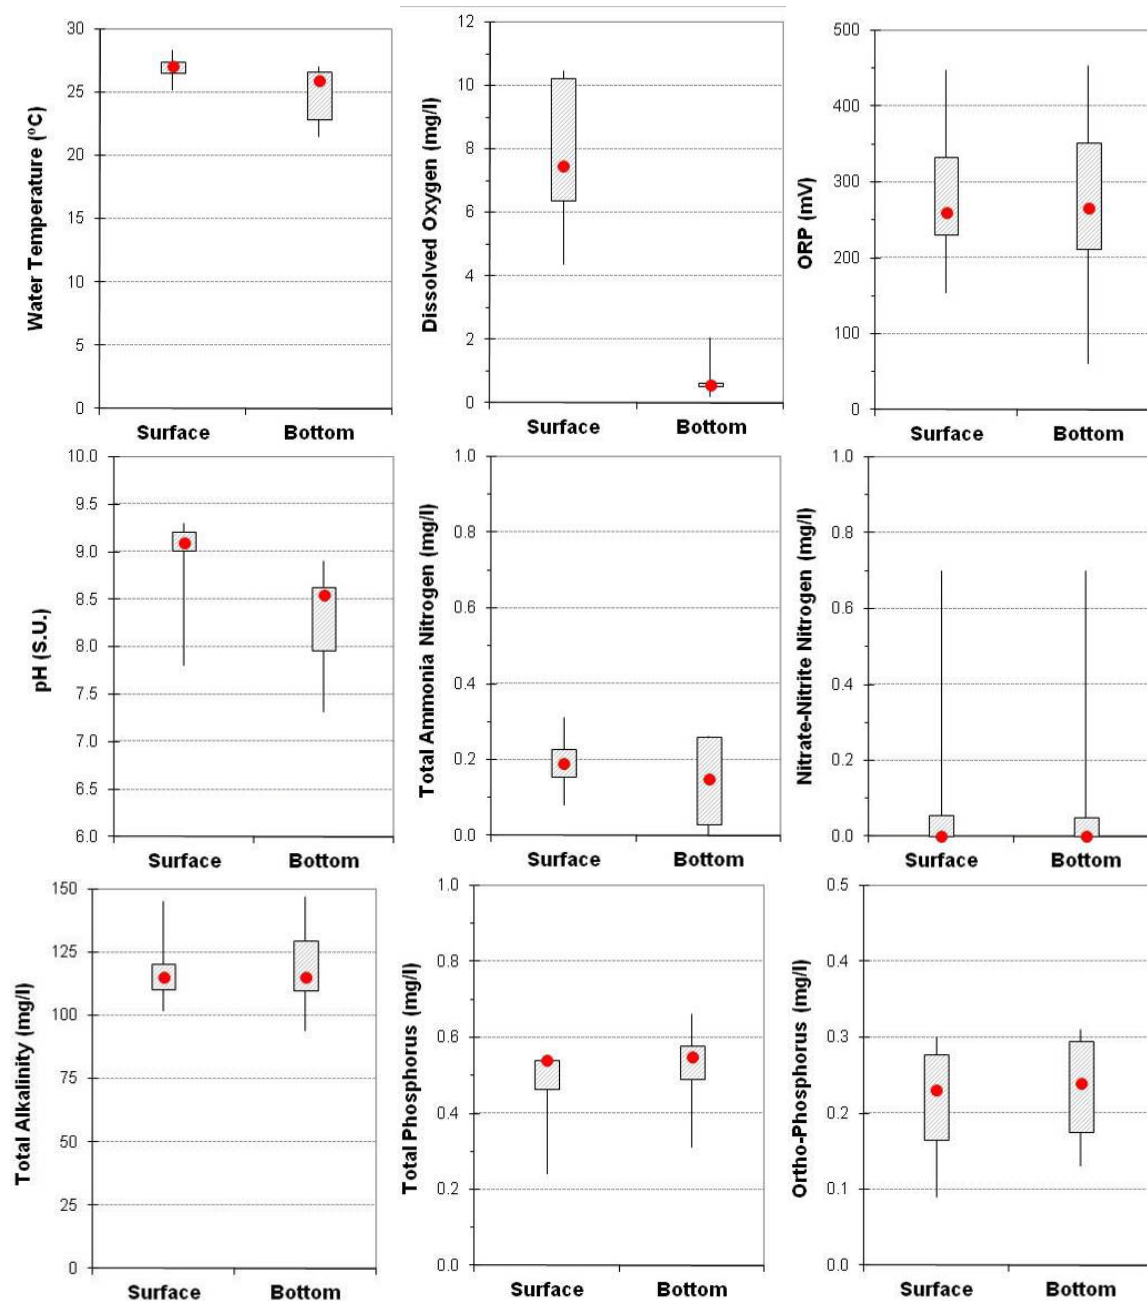 Water Temperature (ºC)
30
25
20
15
10
5
0
Surface
Bottom
Dissolved Oxygen (mg/l)
12
10
8
6
4
2
0
Surface
Bottom
ORP (mV)
500
400
300
200
100
0
Surface
Bottom
pH (S.U.)
10.0
9.5
9.0
8.5
8.0
7.5
7.0
6.5
6.0
Surface
Bottom
Total Ammonia Nitrogen (mg/l)
1.0
0.8
0.6
0.4
0.2
0.0
Surface
Bottom
Nitrate-Nitrite Nitrogen (mg/l)
1.0
0.8
0.6
0.4
0.2
0.0
Surface
Bottom
Total Alkalinity (mg/l)
150
125
100
75
50
25
0
Surface
Bottom
Total Phosphorus (mg/l)
1.0
0.8
0.6
0.4
0.2
0.0
Surface
Bottom
Ortho-Phosphorus (mg/l)
0.5
0.4
0.3
0.2
0.1
0.0
Surface
Bottom